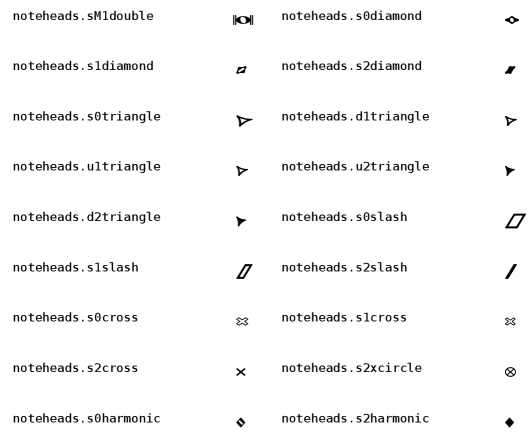 noteheads.sM1double noteheads.s0diamond
noteheads.s1diamond noteheads.s2diamond
noteheads.s0triangle noteheads.d1triangle
noteheads.u1triangle noteheads.u2triangle
noteheads.d2triangle noteheads.s0slash
noteheads.s1slash noteheads.s2slash
noteheads.s0cross noteheads.s1cross
noteheads.s2cross noteheads.s2xcircle
noteheads.s0harmonic noteheads.s2harmonic